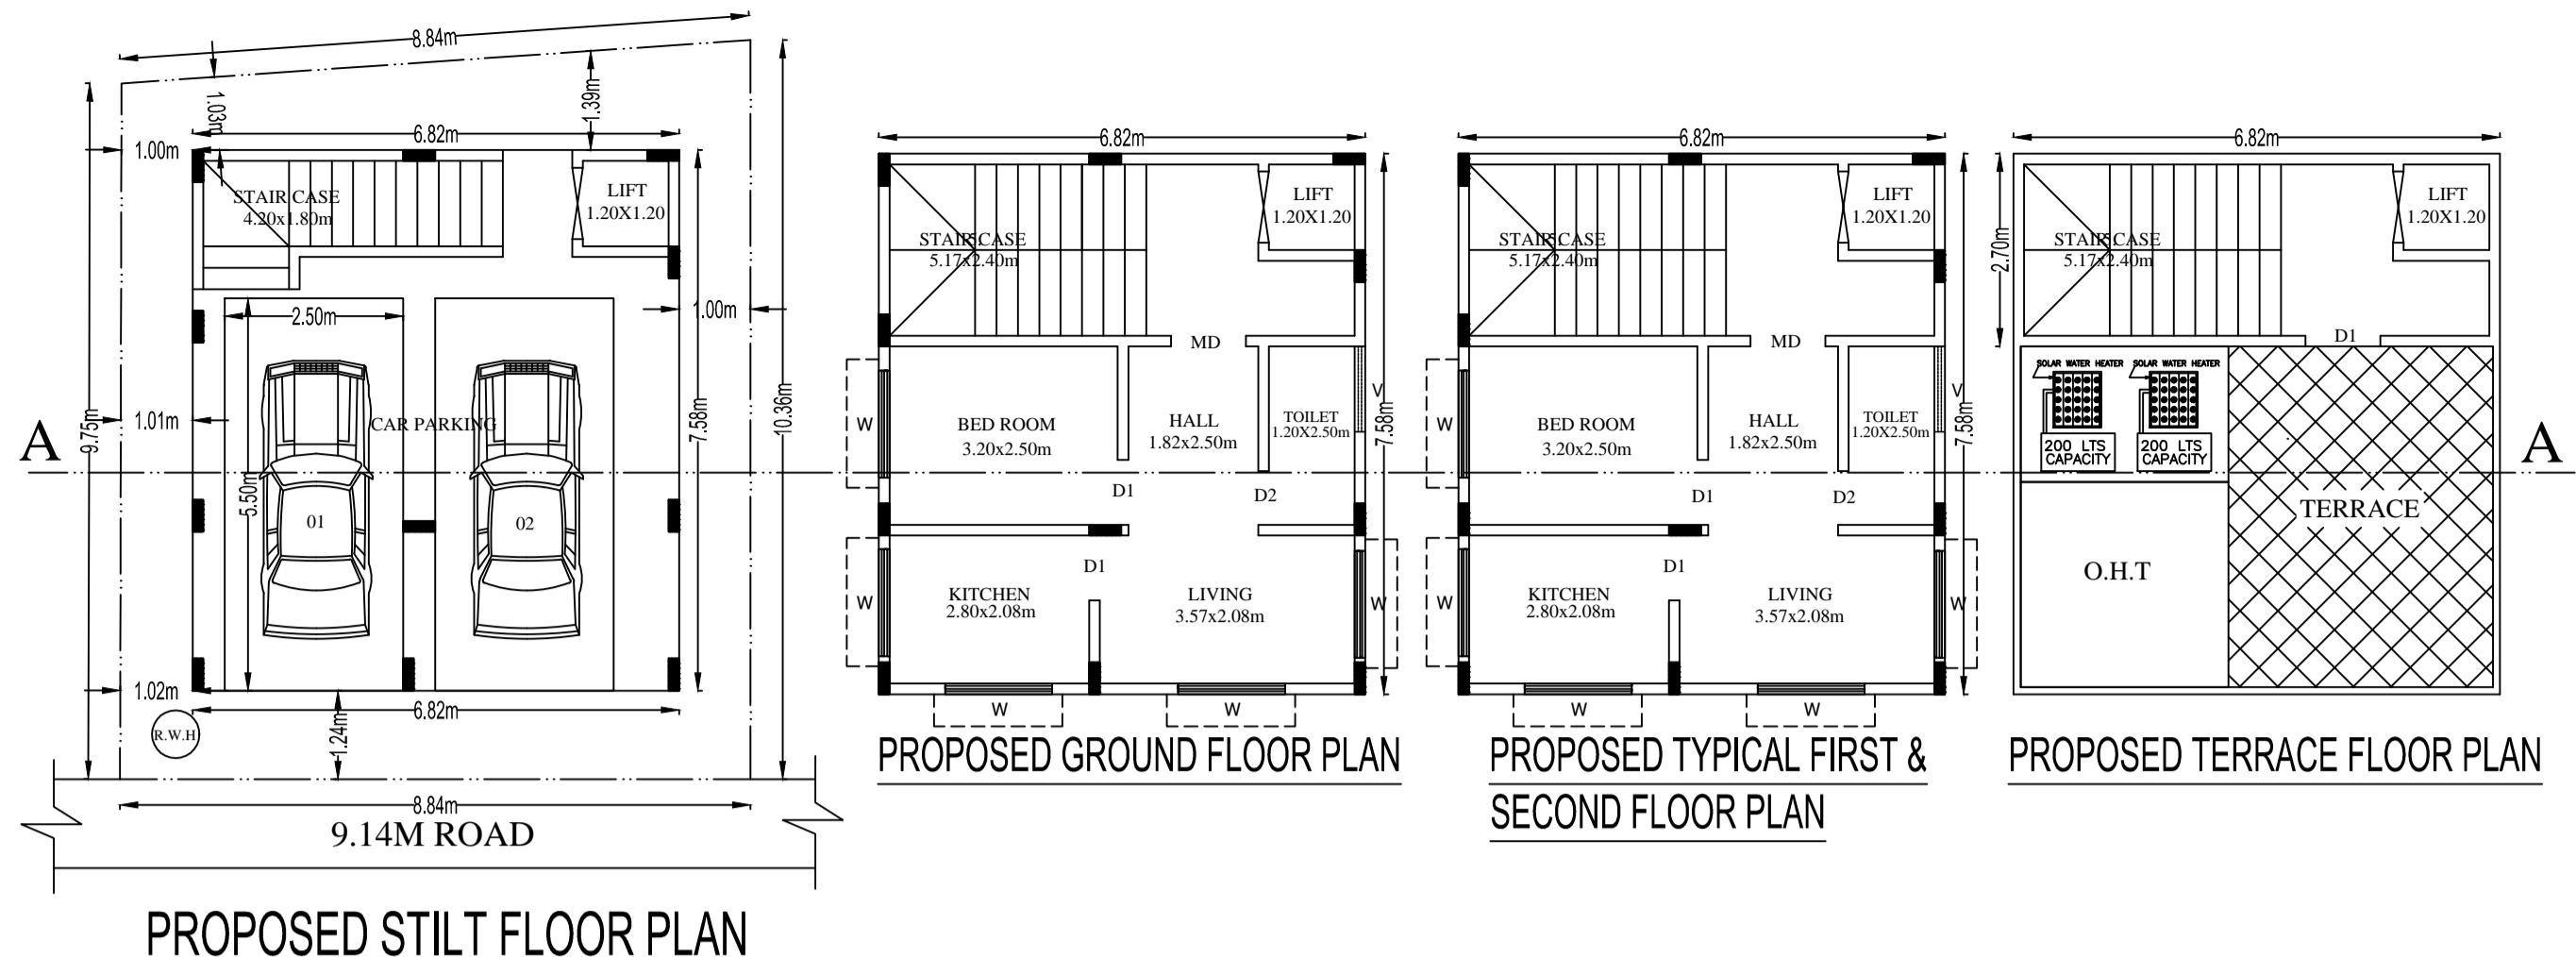 8.84m
1.03m
1.39m
6.82m
1.00m
STAIR CASE
4.20x1.80m
LIFT
1.20X1.20
2.50m
1.00m
9.75m
10.36m
7.58m
5.50m
1.01m
CAR PARKING
01
02
A
1.02m
6.82m
R.W.H
1.24m
8.84m
9.14M ROAD
PROPOSED STILT FLOOR PLAN
6.82m
LIFT
1.20X1.20
STAIR CASE
5.17x2.40m
MD
W
V
BED ROOM
3.20x2.50m
HALL
1.82x2.50m
TOILET
1.20X2.50m
7.58m
D1
D2
D1
W
KITCHEN
2.80x2.08m
LIVING
3.57x2.08m
W
W
W
PROPOSED GROUND FLOOR PLAN
6.82m
LIFT
1.20X1.20
STAIR CASE
5.17x2.40m
MD
W
V
BED ROOM
3.20x2.50m
HALL
1.82x2.50m
TOILET
1.20X2.50m
7.58m
D1
D2
D1
W
KITCHEN
2.80x2.08m
LIVING
3.57x2.08m
W
W
W
PROPOSED TYPICAL FIRST &
SECOND FLOOR PLAN
6.82m
2.70m
LIFT
1.20X1.20
STAIR CASE
5.17x2.40m
D1
SOLAR WATER HEATER
SOLAR WATER HEATER
200 LTS
CAPACITY
200 LTS
CAPACITY
A
TERRACE
O.H.T
PROPOSED TERRACE FLOOR PLAN